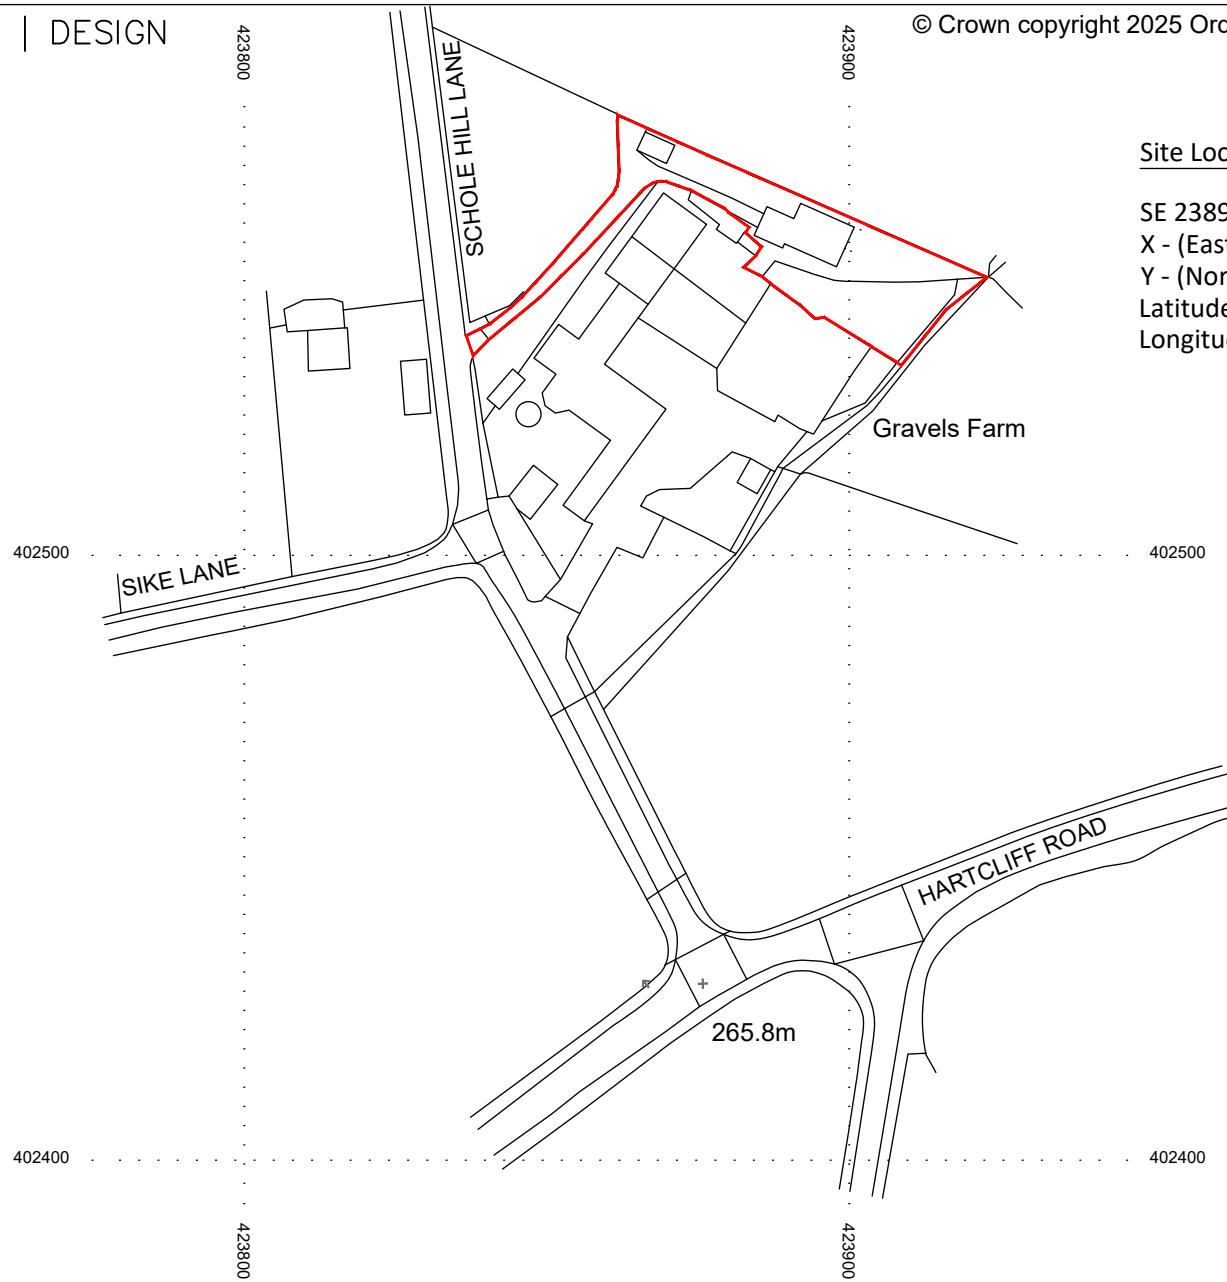 | DESIGN
© Crown copyright 2025 Ord
423800
423900
SCHOLE HILL LANE
Site Loc
SE 2389
X - (East
Y - (Nor
Latitude
Longitu
Gravels Farm
402500
402500
SIKE LANE
HARTCLIFF ROAD
265.8m
402400
402400
423800
423900